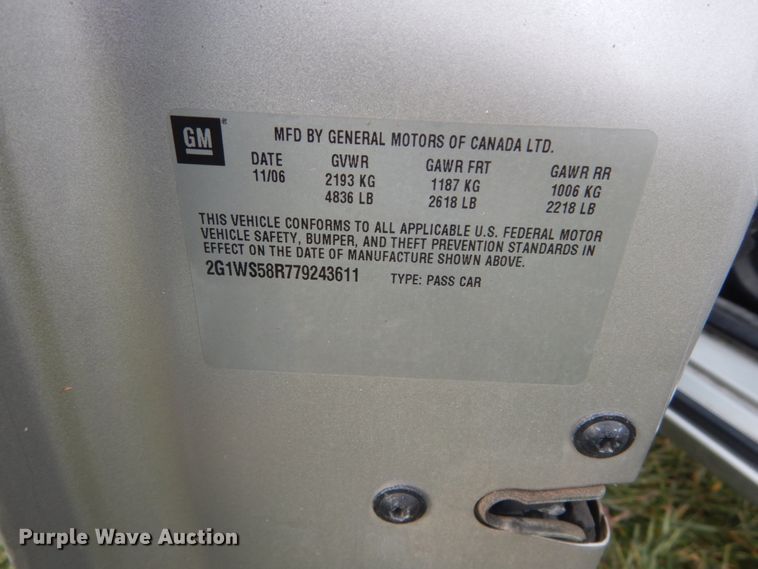 GM ®
MFD BY GENERAL MOTORS OF CANADA LTD.
DATE GVWR GAWR FRT GAWR RR
11/06 2193 KG 1187 KG 1006 KG
4836 LB 2618 LB 2218 LB
THIS VEHICLE CONFORMS TO ALL APPLICABLE U.S. FEDERAL MOTOR
VEHICLE SAFETY, BUMPER, AND THEFT PREVENTION STANDARDS IN
EFFECT ON THE DATE OF MANUFACTURE SHOWN ABOVE.
2G1WS58R779243611 TYPE: PASS CAR
Purple Wave Auction